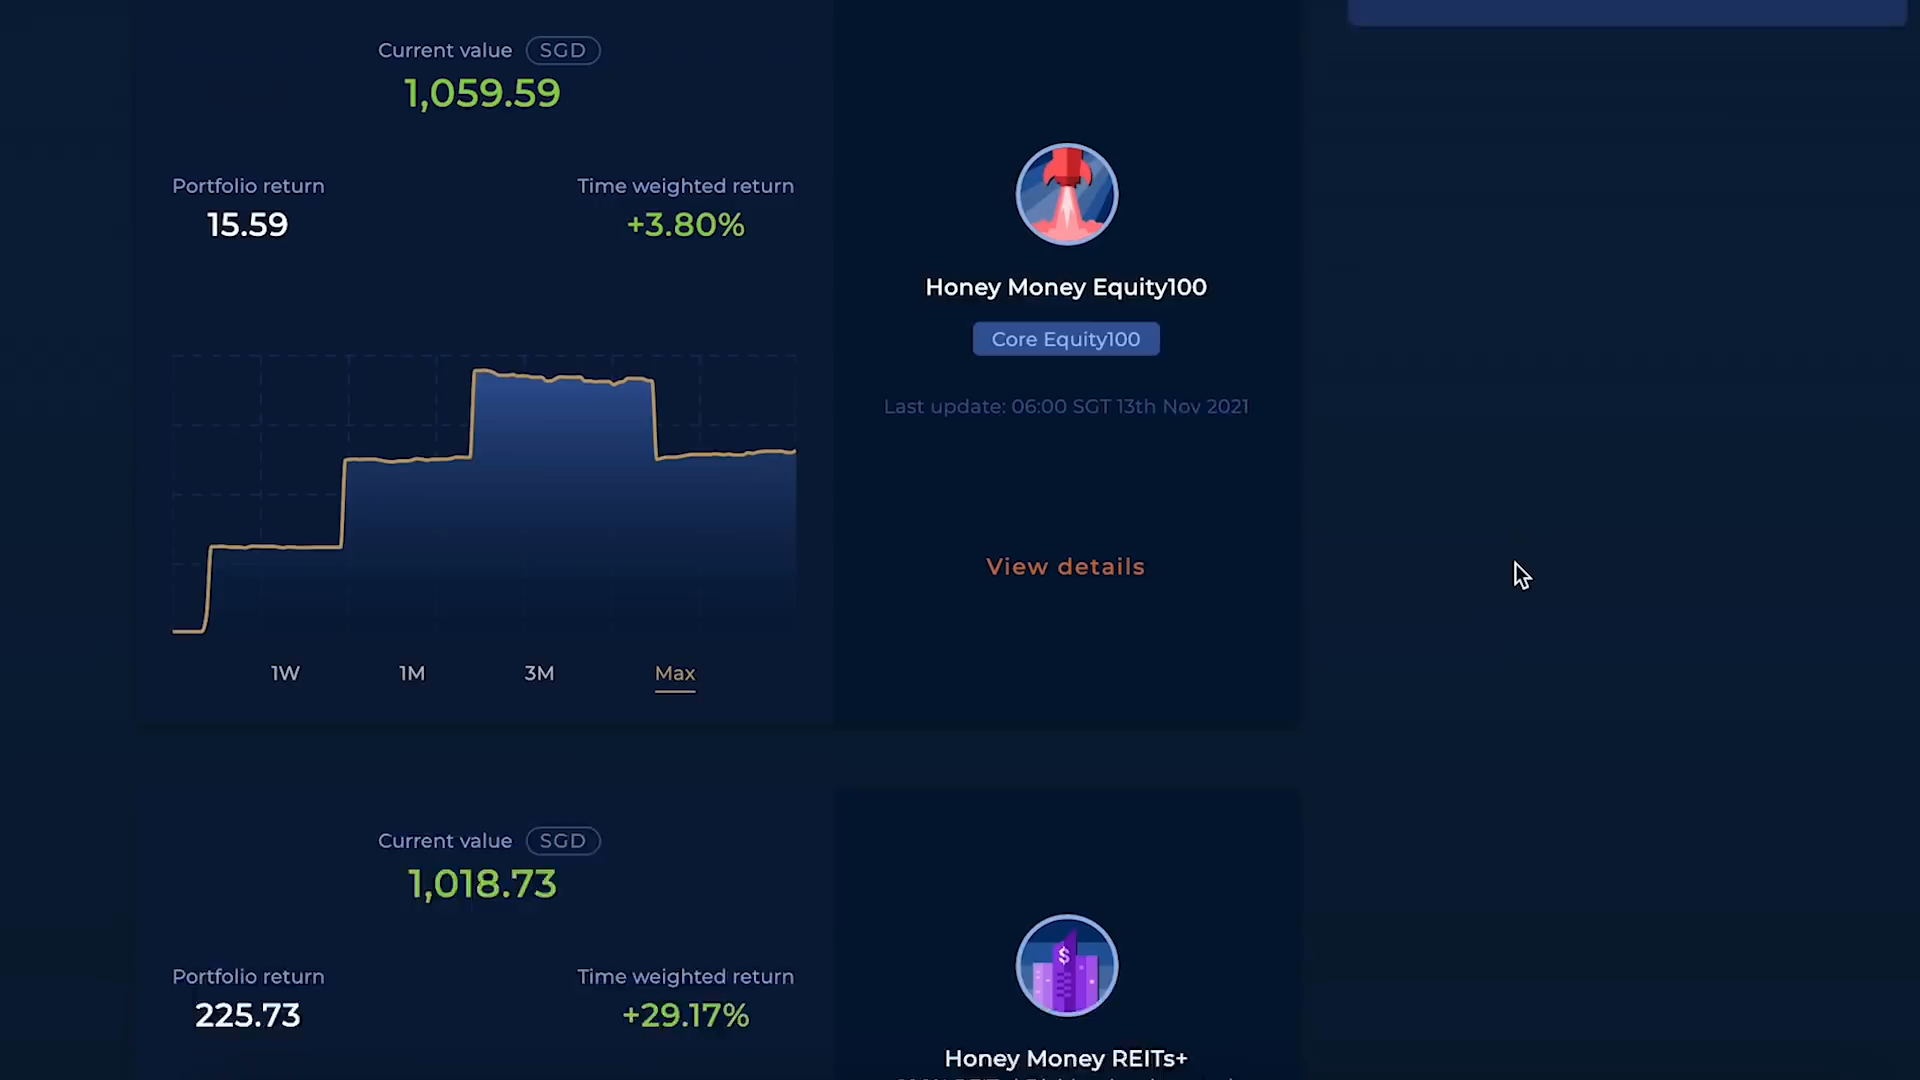 Current value SGD
1,059.59
Portfolio return
15.59
Time weighted return
+3.80%
1W 1M 3M Max
Honey Money Equity100
Core Equity100
Last update: 06:00 SGT 13th Nov 2021
View details
Current value SGD
1,018.73
Portfolio return
225.73
Time weighted return
+29.17%
$
Honey Money REITs+